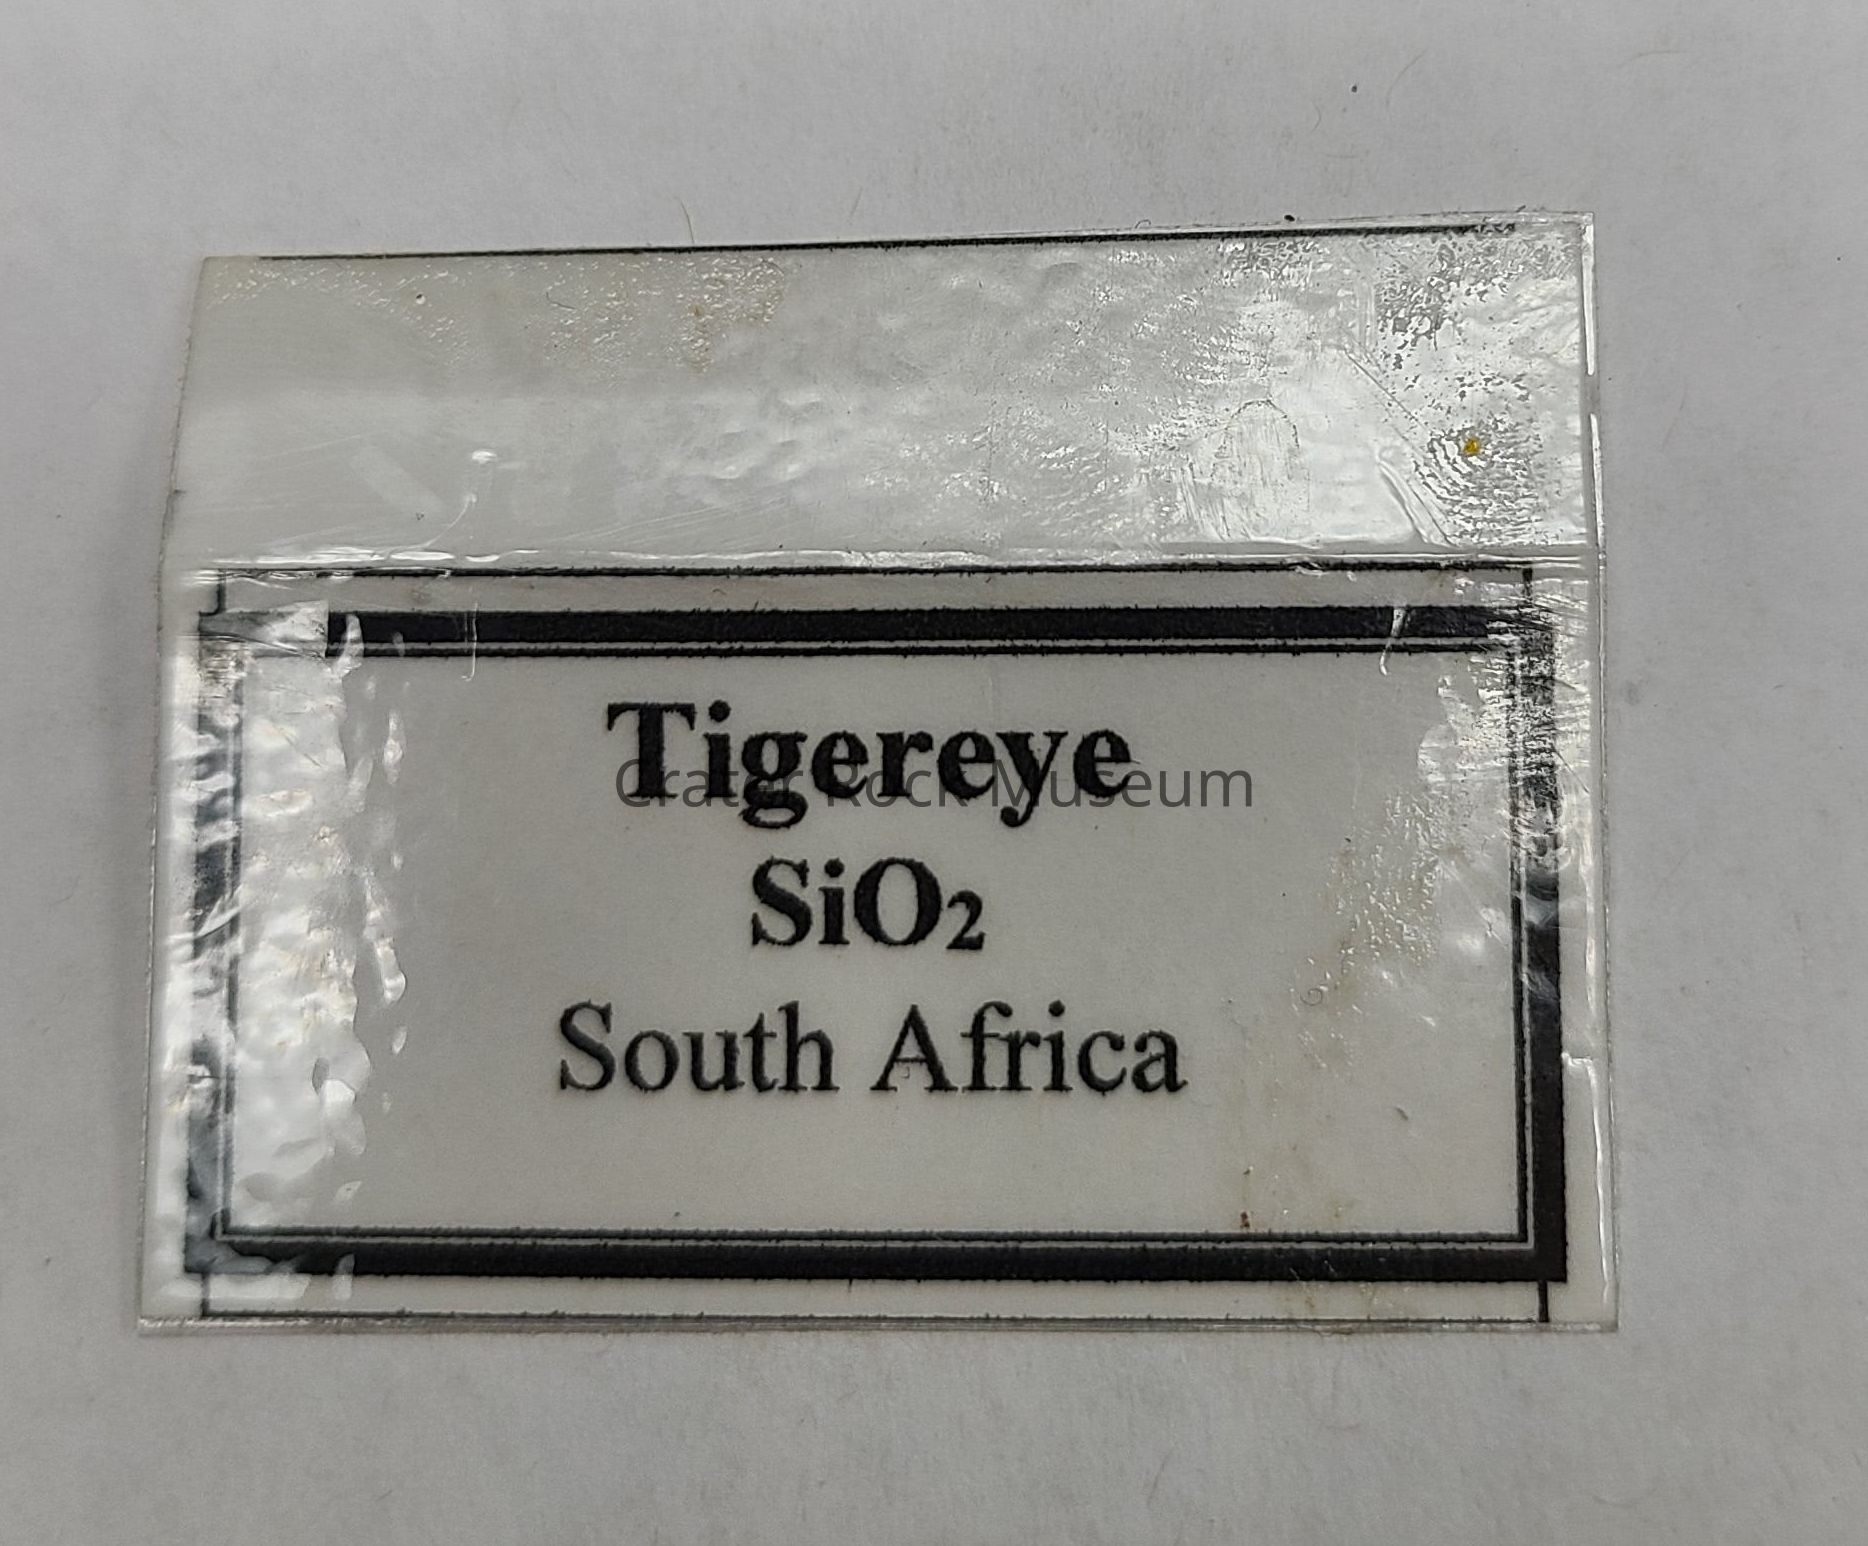 Tigereye
Crater Rock Museum
SiO2
South Africa